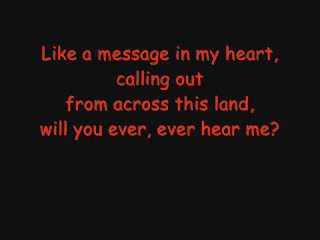 Like a message in my heart,
calling out
from across this land,
will you ever, ever hear me?